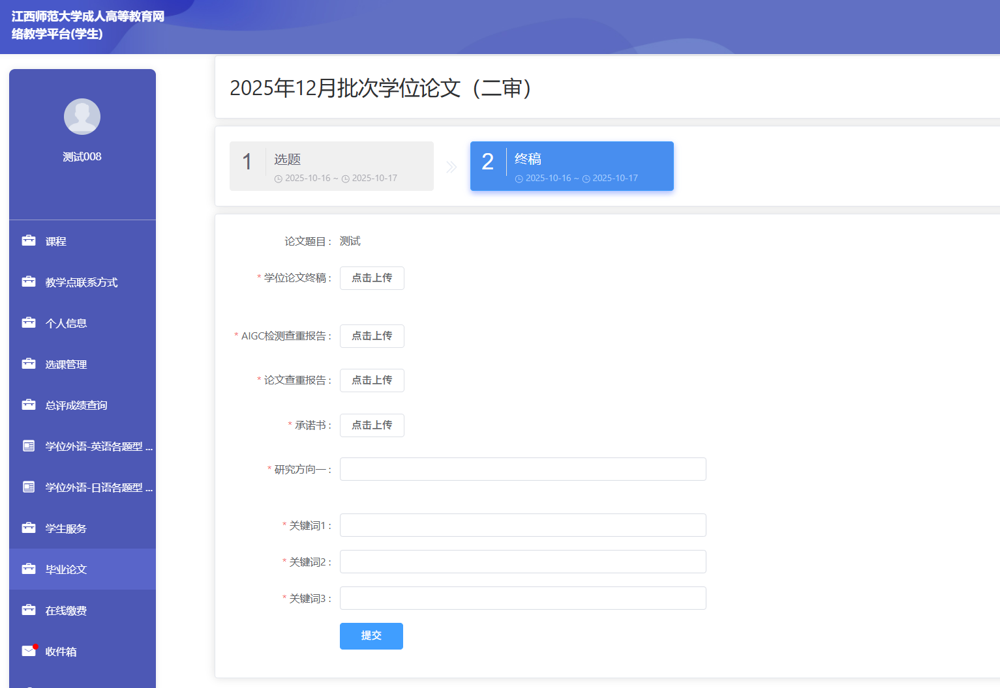 江西师范大学成人高等教育网
络教学平台(学生)
测试008
课程
教学点联系方式
个人信息
选课管理
总评成绩查询
学位外语-英语各题型 ...
学位外语-日语各题型 ...
学生服务
毕业论文
在线缴费
收件箱
2025年12月批次学位论文（二审）
1 选题
2025-10-16 ~ 2025-10-17
2 终稿
2025-10-16 ~ 2025-10-17
论文题目： 测试
* 学位论文终稿： 点击上传
* AIGC检测查重报告： 点击上传
* 论文查重报告： 点击上传
* 承诺书： 点击上传
* 研究方向一：
* 关键词1：
* 关键词2：
* 关键词3：
提交